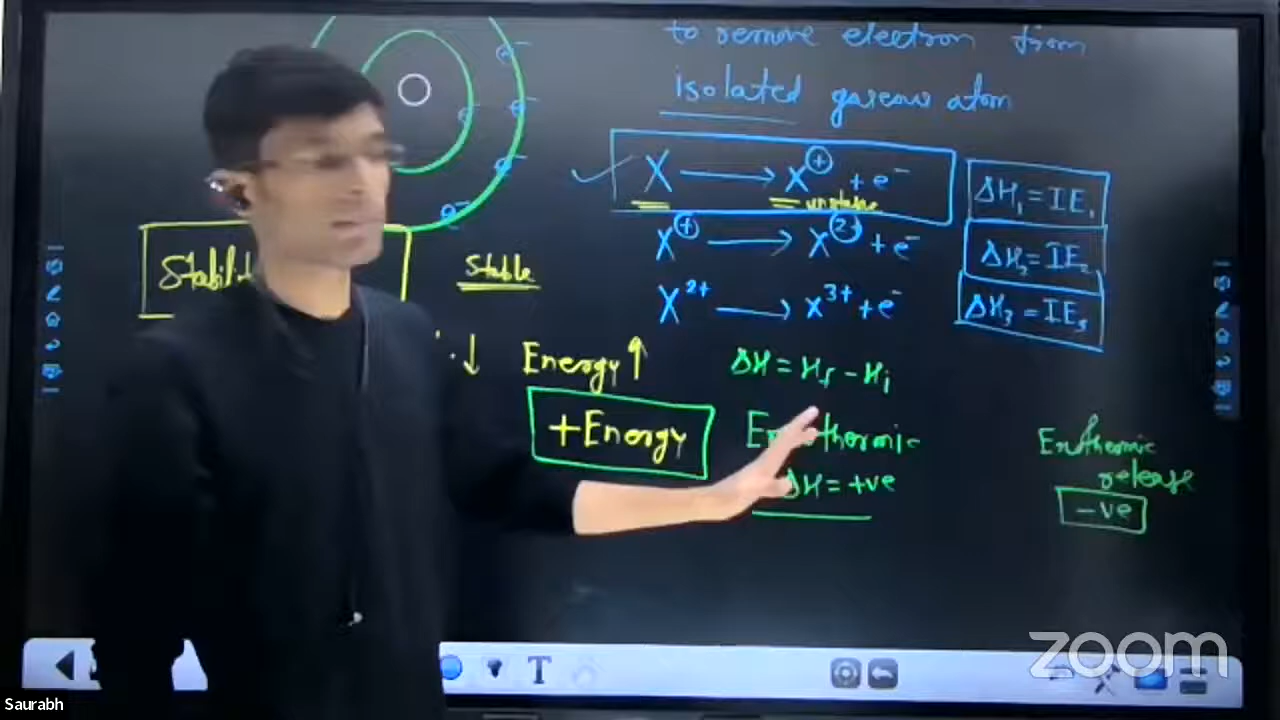 to remove electron from
isolated gaseous atom
X → X⊕ + e⁻
unstable
ΔH₁ = IE₁
X⊕ → X②⁺ + e⁻
ΔH₂ = IE₂
X²⁺ → X³⁺ + e⁻
ΔH₃ = IE₃
e⁻
e⁻
e⁻
e⁻
e⁻
Stable
↓ Energy↑
ΔH = Hf - Hi
+Energy
ΔH = +ve
Exothermic
release
-ve
T
zoom
Saurabh